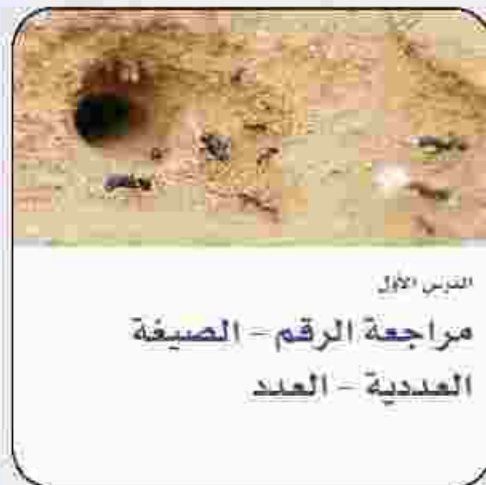 الدرس الأول
مراجعة الرقم – الصيغة
العددية – العدد